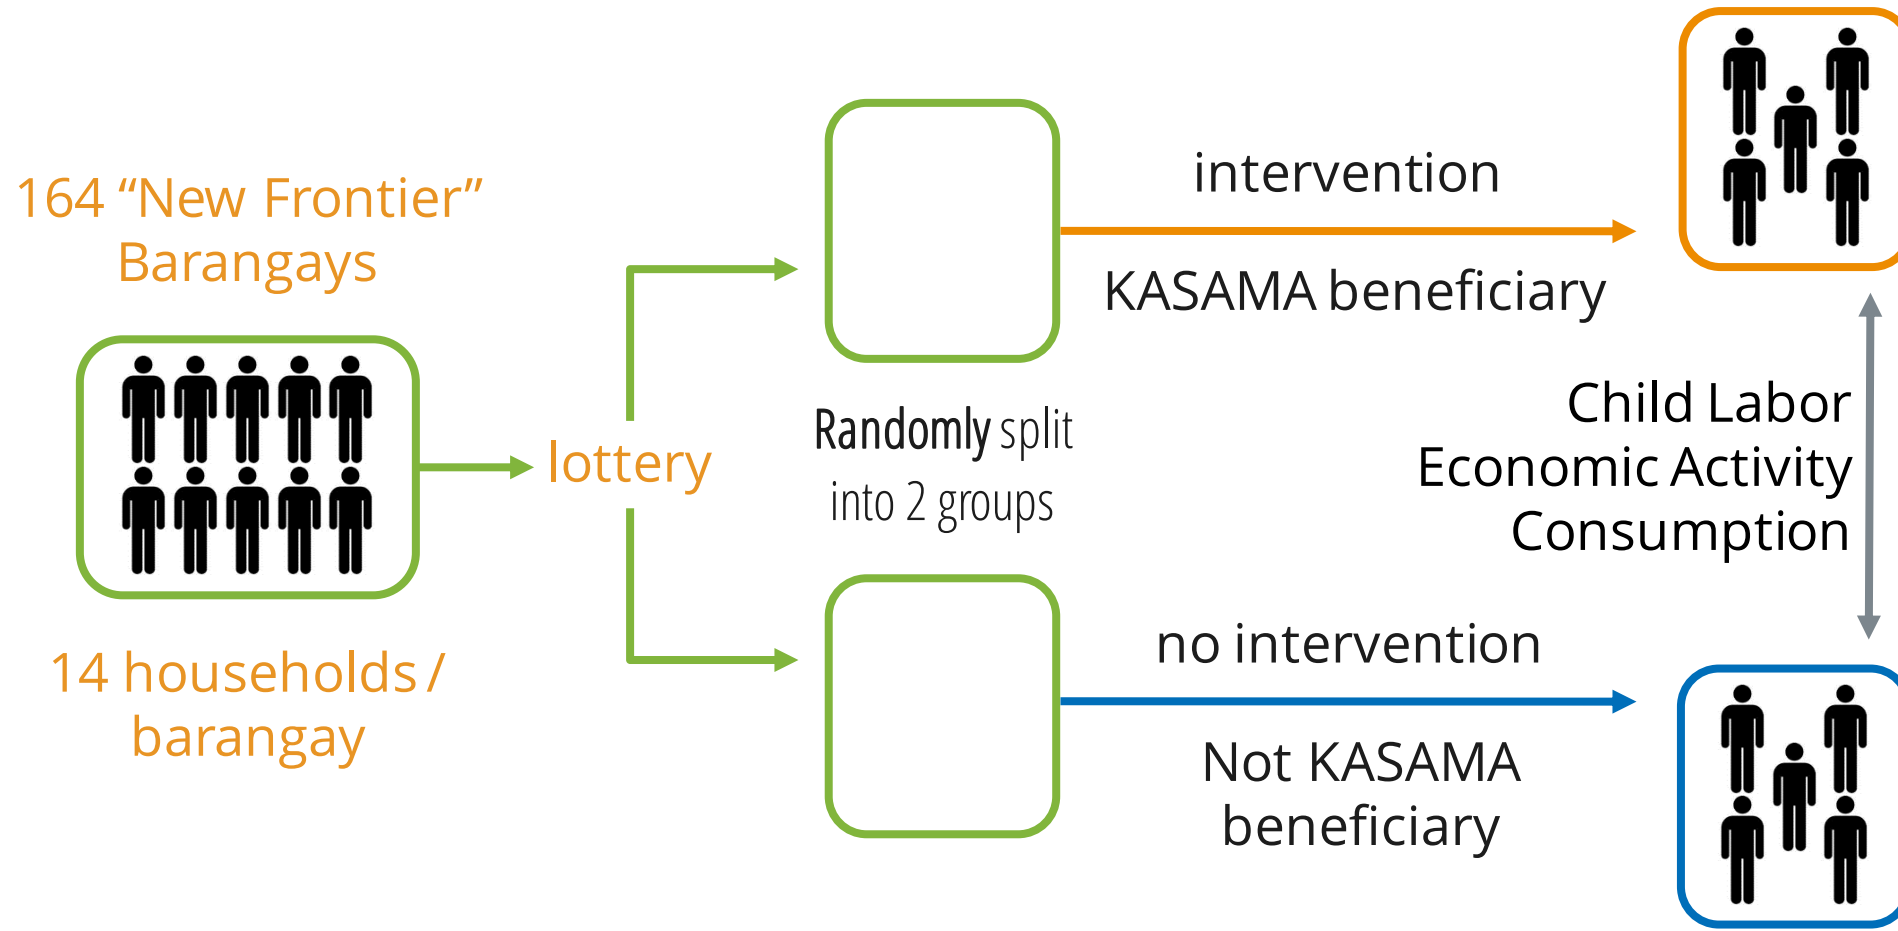 164 “New Frontier”
Barangays
14 households /
barangay
lottery
Randomly split
into 2 groups
intervention
KASAMA beneficiary
Child Labor
Economic Activity
Consumption
no intervention
Not KASAMA
beneficiary